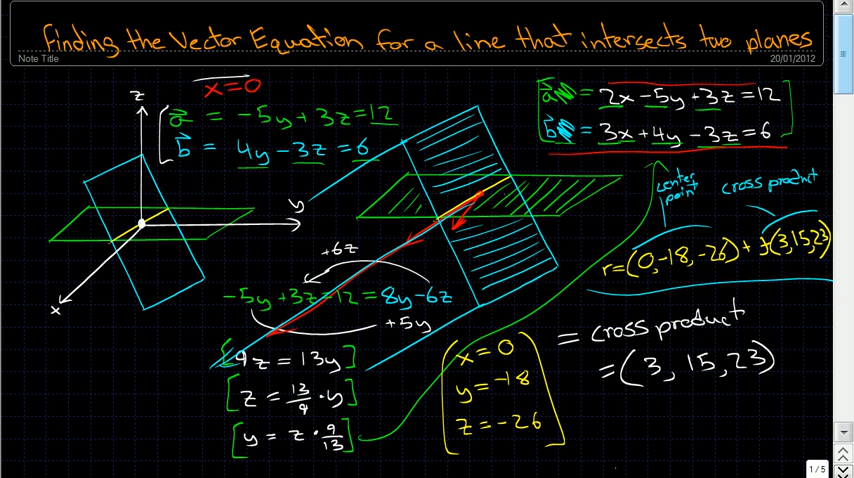 Finding the Vector Equation for a line that intersects two planes
Note Title
20/01/2012
x=0
a = -5y+3z=12
b = 4y-3z=6
a = 2x-5y+3z=12
b = 3x+4y-3z=6
z
y
x
center point
cross product
r=(0,-18,-26)+t(3,15,23)
+6z
-5y+3z-12=8y-6z
+5y
9z=13y
z=13/9·y
y=z·9/13
x=0
y=-18
z=-26
= cross product
=(3,15,23)
1/5